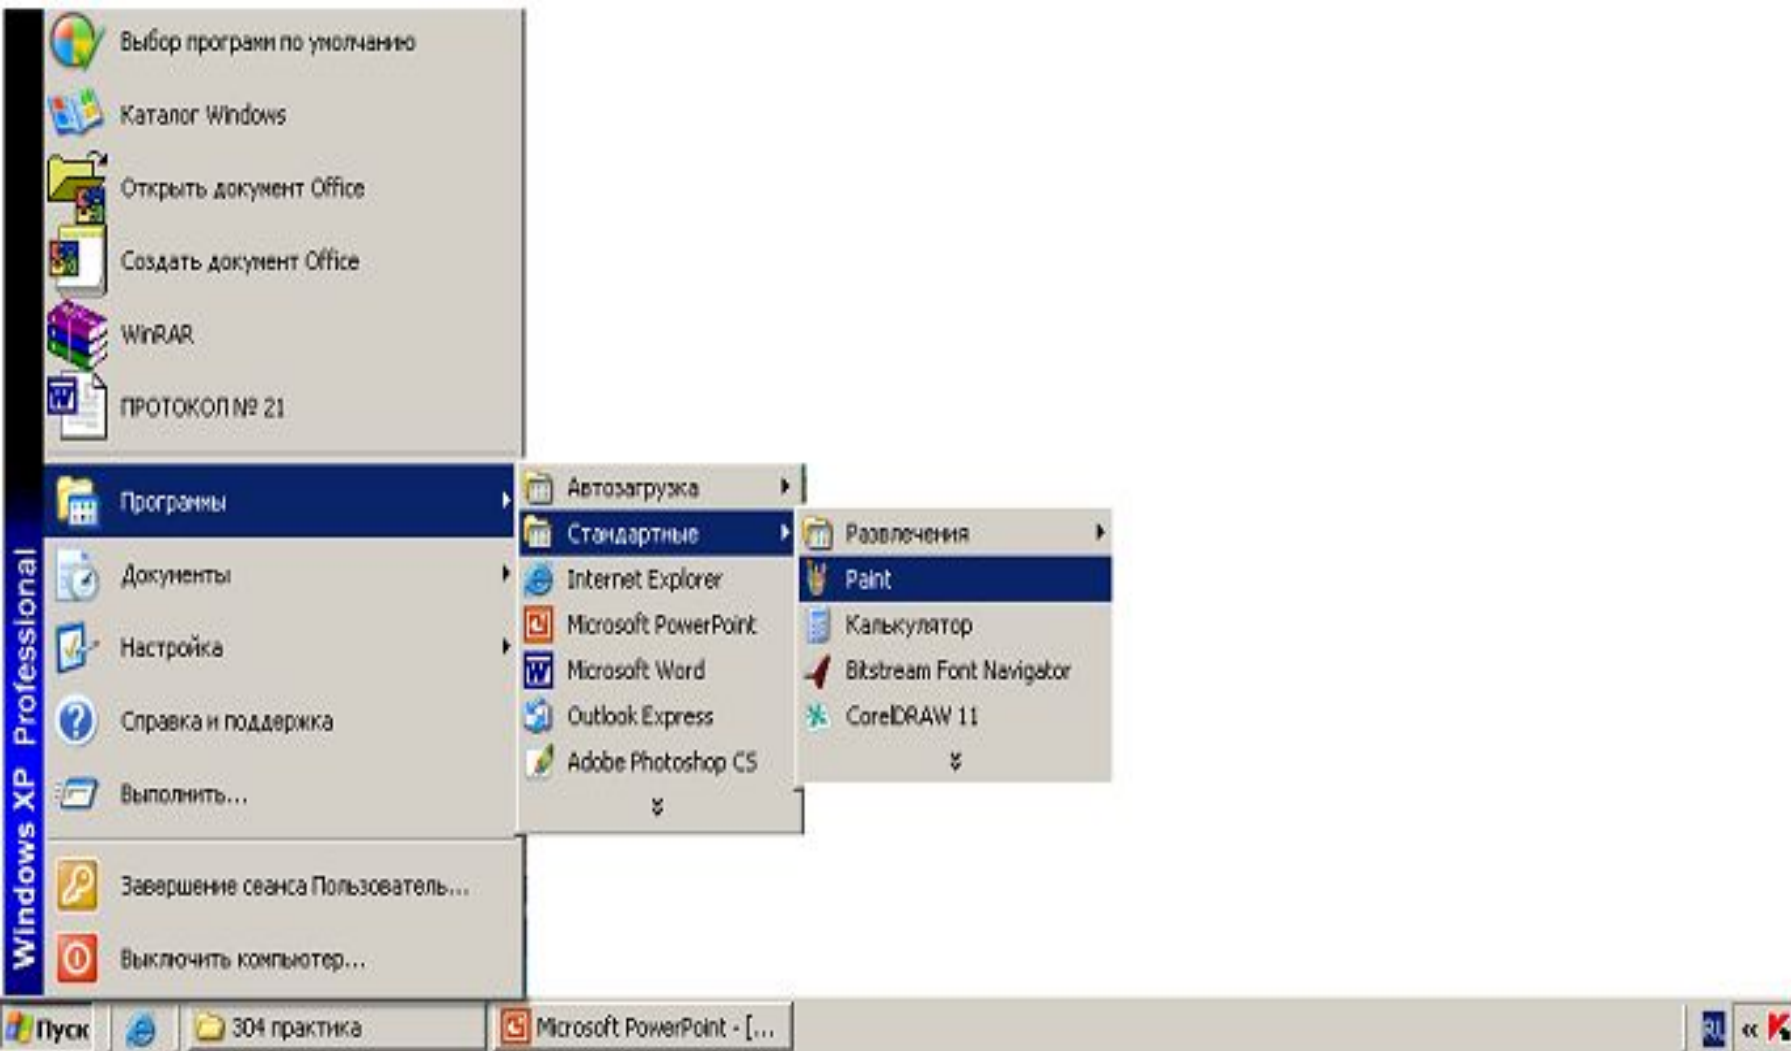 Выбор программ по умолчанию
Каталог Windows
Открыть документ Office
Создать документ Office
WinRAR
ПРОТОКОЛ № 21
Программы
Документы
Настройка
Справка и поддержка
Выполнить...
Завершение сеанса Пользователь...
Выключить компьютер...
Windows XP Professional
Автозагрузка
Стандартные
Internet Explorer
Microsoft PowerPoint
Microsoft Word
Outlook Express
Adobe Photoshop CS
Развлечения
Paint
Калькулятор
Bitstream Font Navigator
CorelDRAW 11
Пуск
304 практика
Microsoft PowerPoint - [...
RU
«